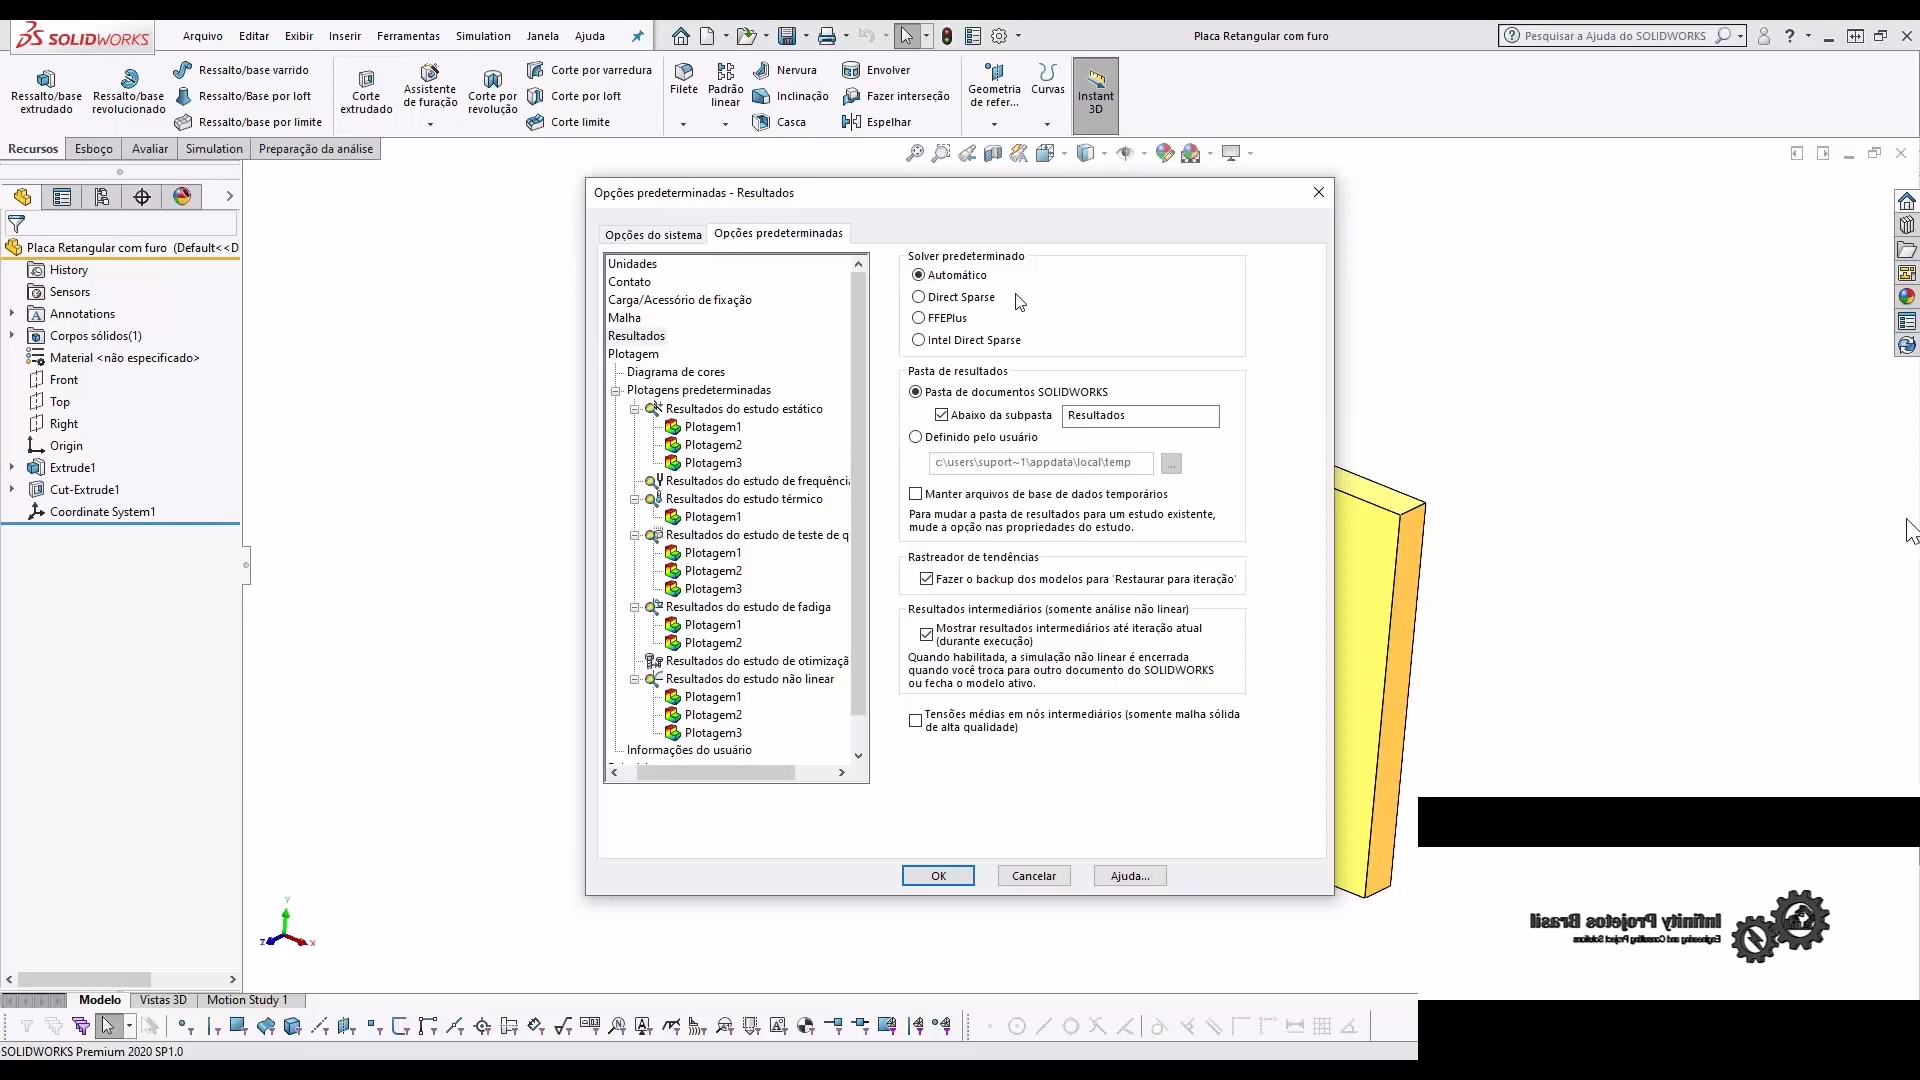 SOLIDWORKS
Arquivo Editar Exibir Inserir Ferramentas Simulation Janela Ajuda
Placa Retangular com furo
Pesquisar a Ajuda do SOLIDWORKS
Ressalto/base extrudado
Ressalto/base revolucionado
Ressalto/base varrido
Ressalto/Base por loft
Ressalto/base por limite
Corte extrudado
Assistente de furação
Corte por revolução
Corte por varredura
Corte por loft
Corte limite
Filete
Padrão linear
Nervura
Inclinação
Casca
Envolver
Fazer interseção
Espelhar
Geometria de refer...
Curvas
Instant 3D
Recursos Esboço Avaliar Simulation Preparação da análise
Placa Retangular com furo (Default<<D
History
Sensors
Annotations
Corpos sólidos(1)
Material <não especificado>
Front
Top
Right
Origin
Extrude1
Cut-Extrude1
Coordinate System1
Opções predeterminadas - Resultados
Opções do sistema Opções predeterminadas
Unidades
Contato
Carga/Acessório de fixação
Malha
Resultados
Plotagem
Diagrama de cores
Plotagens predeterminadas
Resultados do estudo estático
Plotagem1
Plotagem2
Plotagem3
Resultados do estudo de frequência
Resultados do estudo térmico
Plotagem1
Resultados do estudo de teste de q
Plotagem1
Plotagem2
Plotagem3
Resultados do estudo de fadiga
Plotagem1
Plotagem2
Resultados do estudo de otimizaçã
Resultados do estudo não linear
Plotagem1
Plotagem2
Plotagem3
Informações do usuário
Solver predeterminado
Automático
Direct Sparse
FFEPlus
Intel Direct Sparse
Pasta de resultados
Pasta de documentos SOLIDWORKS
Abaixo da subpasta Resultados
Definido pelo usuário
c:\users\suport~1\appdata\local\temp ...
Manter arquivos de base de dados temporários
Para mudar a pasta de resultados para um estudo existente,
mude a opção nas propriedades do estudo.
Rastreador de tendências
Fazer o backup dos modelos para 'Restaurar para iteração'
Resultados intermediários (somente análise não linear)
Mostrar resultados intermediários até iteração atual
(durante execução)
Quando habilitada, a simulação não linear é encerrada
quando você troca para outro documento do SOLIDWORKS
ou fecha o modelo ativo.
Tensões médias em nós intermediários (somente malha sólida
de alta qualidade)
OK Cancelar Ajuda...
Y
Z X
Infinity Projetos Brasil
Engineering and Consulting Project Solutions
Modelo Vistas 3D Motion Study 1
SOLIDWORKS Premium 2020 SP1.0